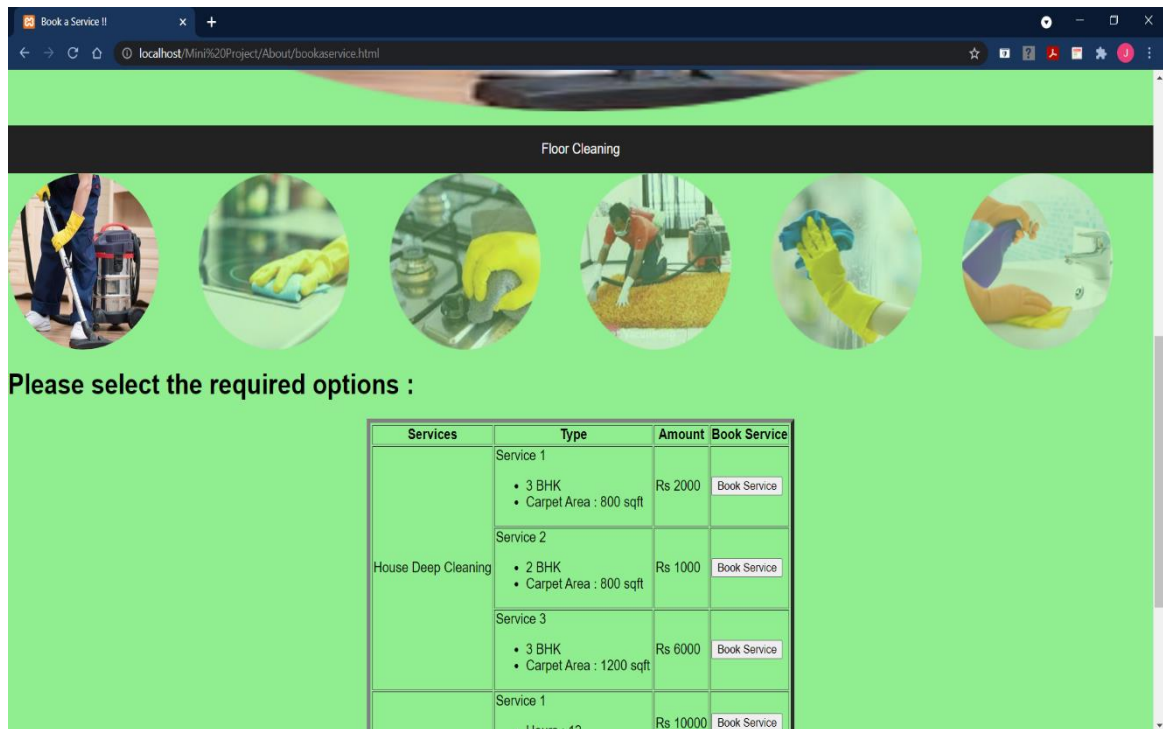 Book a Service !!
localhost/Mini%20Project/About/bookaservice.html
J
Floor Cleaning
Please select the required options :
Services Type Amount Book Service
House Deep Cleaning
Service 1
• 3 BHK
• Carpet Area : 800 sqft
Rs 2000 Book Service
Service 2
• 2 BHK
• Carpet Area : 800 sqft
Rs 1000 Book Service
Service 3
• 3 BHK
• Carpet Area : 1200 sqft
Rs 6000 Book Service
Service 1
Rs 10000 Book Service